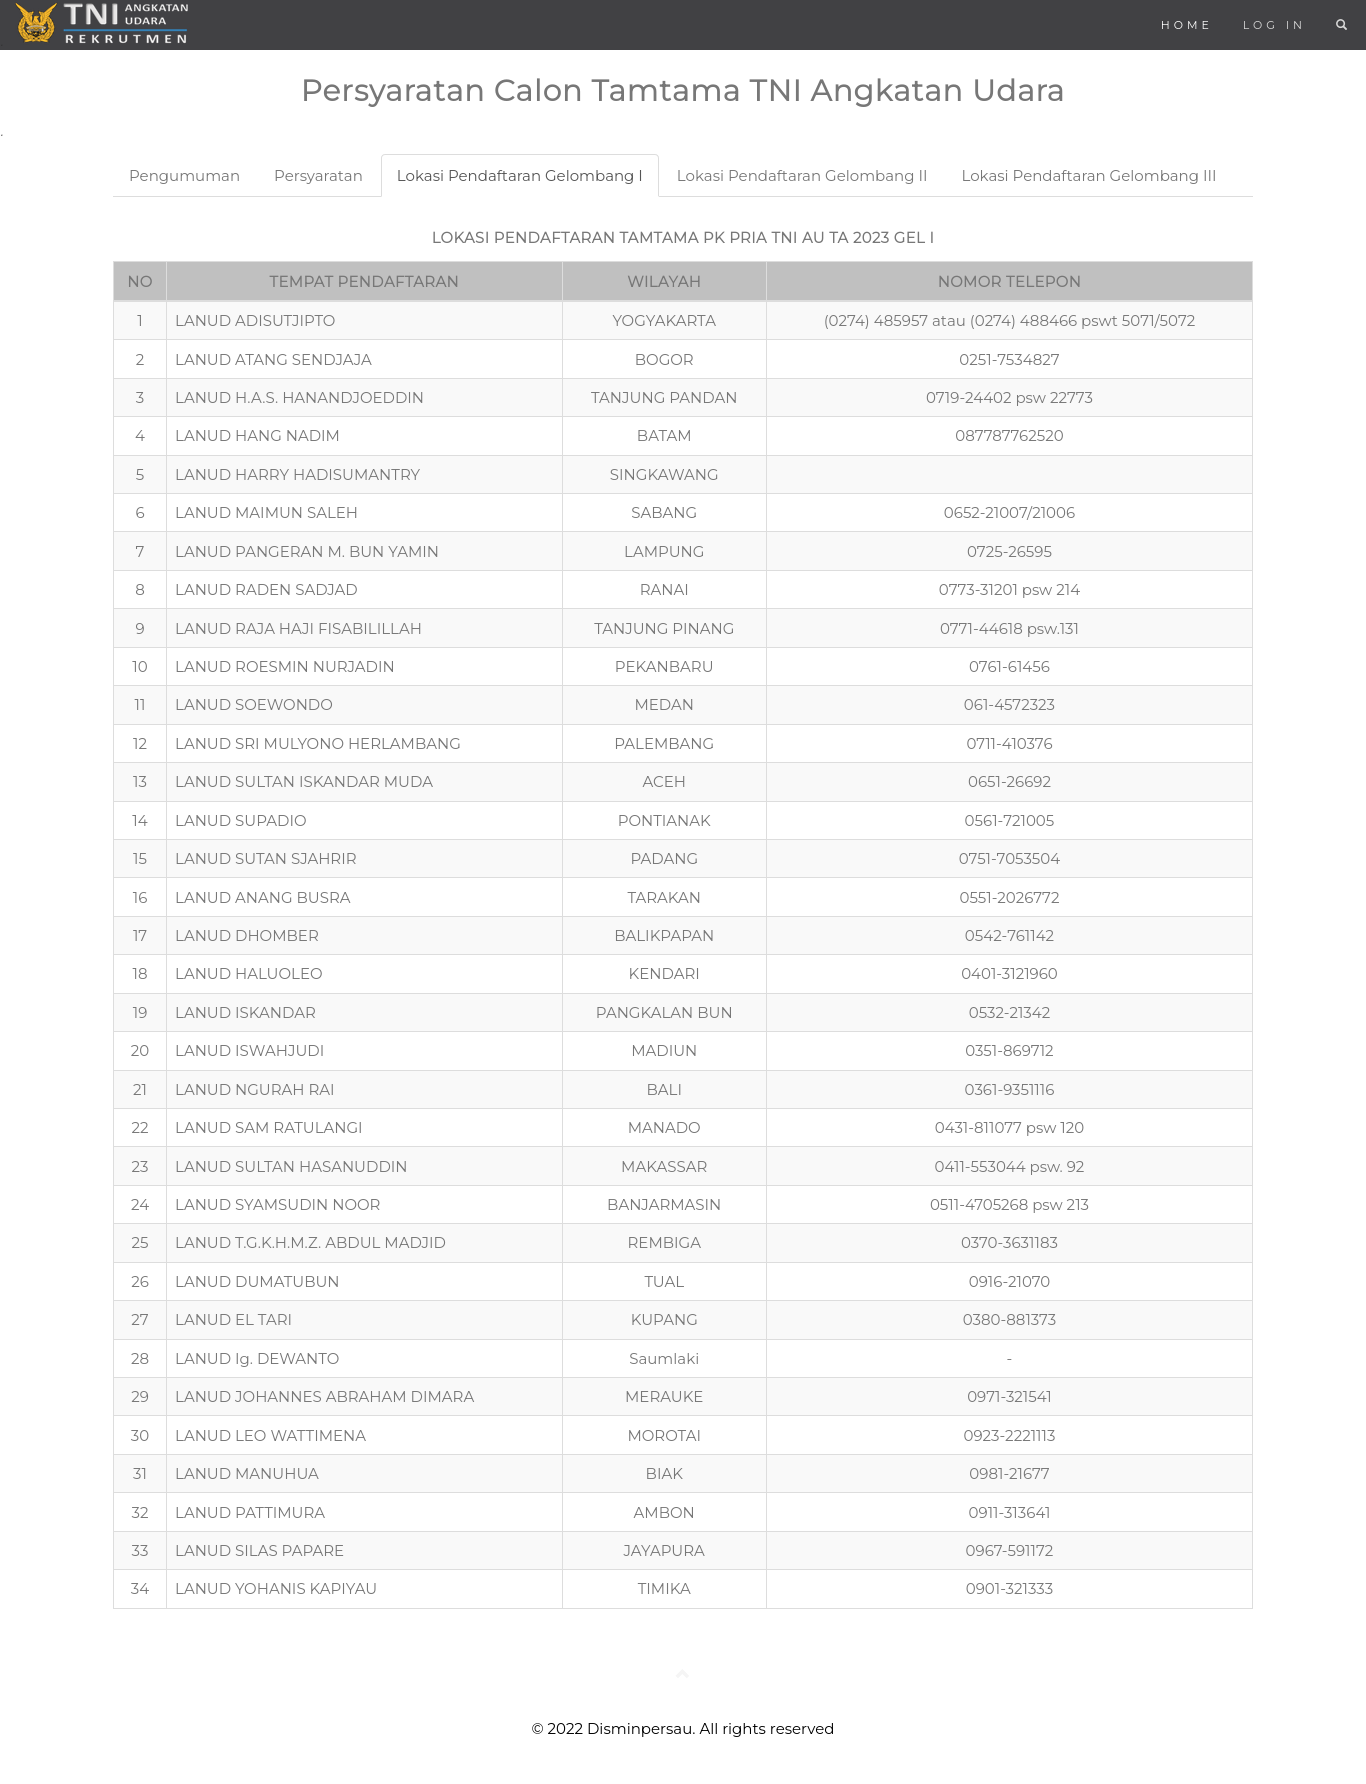 TNI ANGKATAN UDARA
REKRUTMEN
HOME LOG IN
Persyaratan Calon Tamtama TNI Angkatan Udara
.
Pengumuman Persyaratan Lokasi Pendaftaran Gelombang I Lokasi Pendaftaran Gelombang II Lokasi Pendaftaran Gelombang III
LOKASI PENDAFTARAN TAMTAMA PK PRIA TNI AU TA 2023 GEL I
NO TEMPAT PENDAFTARAN WILAYAH NOMOR TELEPON
1 LANUD ADISUTJIPTO YOGYAKARTA (0274) 485957 atau (0274) 488466 pswt 5071/5072
2 LANUD ATANG SENDJAJA BOGOR 0251-7534827
3 LANUD H.A.S. HANANDJOEDDIN TANJUNG PANDAN 0719-24402 psw 22773
4 LANUD HANG NADIM BATAM 087787762520
5 LANUD HARRY HADISUMANTRY SINGKAWANG
6 LANUD MAIMUN SALEH SABANG 0652-21007/21006
7 LANUD PANGERAN M. BUN YAMIN LAMPUNG 0725-26595
8 LANUD RADEN SADJAD RANAI 0773-31201 psw 214
9 LANUD RAJA HAJI FISABILILLAH TANJUNG PINANG 0771-44618 psw.131
10 LANUD ROESMIN NURJADIN PEKANBARU 0761-61456
11 LANUD SOEWONDO MEDAN 061-4572323
12 LANUD SRI MULYONO HERLAMBANG PALEMBANG 0711-410376
13 LANUD SULTAN ISKANDAR MUDA ACEH 0651-26692
14 LANUD SUPADIO PONTIANAK 0561-721005
15 LANUD SUTAN SJAHRIR PADANG 0751-7053504
16 LANUD ANANG BUSRA TARAKAN 0551-2026772
17 LANUD DHOMBER BALIKPAPAN 0542-761142
18 LANUD HALUOLEO KENDARI 0401-3121960
19 LANUD ISKANDAR PANGKALAN BUN 0532-21342
20 LANUD ISWAHJUDI MADIUN 0351-869712
21 LANUD NGURAH RAI BALI 0361-9351116
22 LANUD SAM RATULANGI MANADO 0431-811077 psw 120
23 LANUD SULTAN HASANUDDIN MAKASSAR 0411-553044 psw. 92
24 LANUD SYAMSUDIN NOOR BANJARMASIN 0511-4705268 psw 213
25 LANUD T.G.K.H.M.Z. ABDUL MADJID REMBIGA 0370-3631183
26 LANUD DUMATUBUN TUAL 0916-21070
27 LANUD EL TARI KUPANG 0380-881373
28 LANUD Ig. DEWANTO Saumlaki -
29 LANUD JOHANNES ABRAHAM DIMARA MERAUKE 0971-321541
30 LANUD LEO WATTIMENA MOROTAI 0923-2221113
31 LANUD MANUHUA BIAK 0981-21677
32 LANUD PATTIMURA AMBON 0911-313641
33 LANUD SILAS PAPARE JAYAPURA 0967-591172
34 LANUD YOHANIS KAPIYAU TIMIKA 0901-321333
© 2022 Disminpersau. All rights reserved